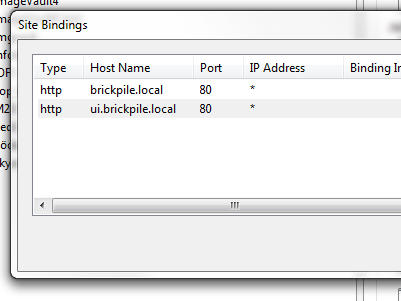 mageVault4
Site Bindings
Type Host Name Port IP Address Binding In
http brickpile.local 80 *
http ui.brickpile.local 80 *